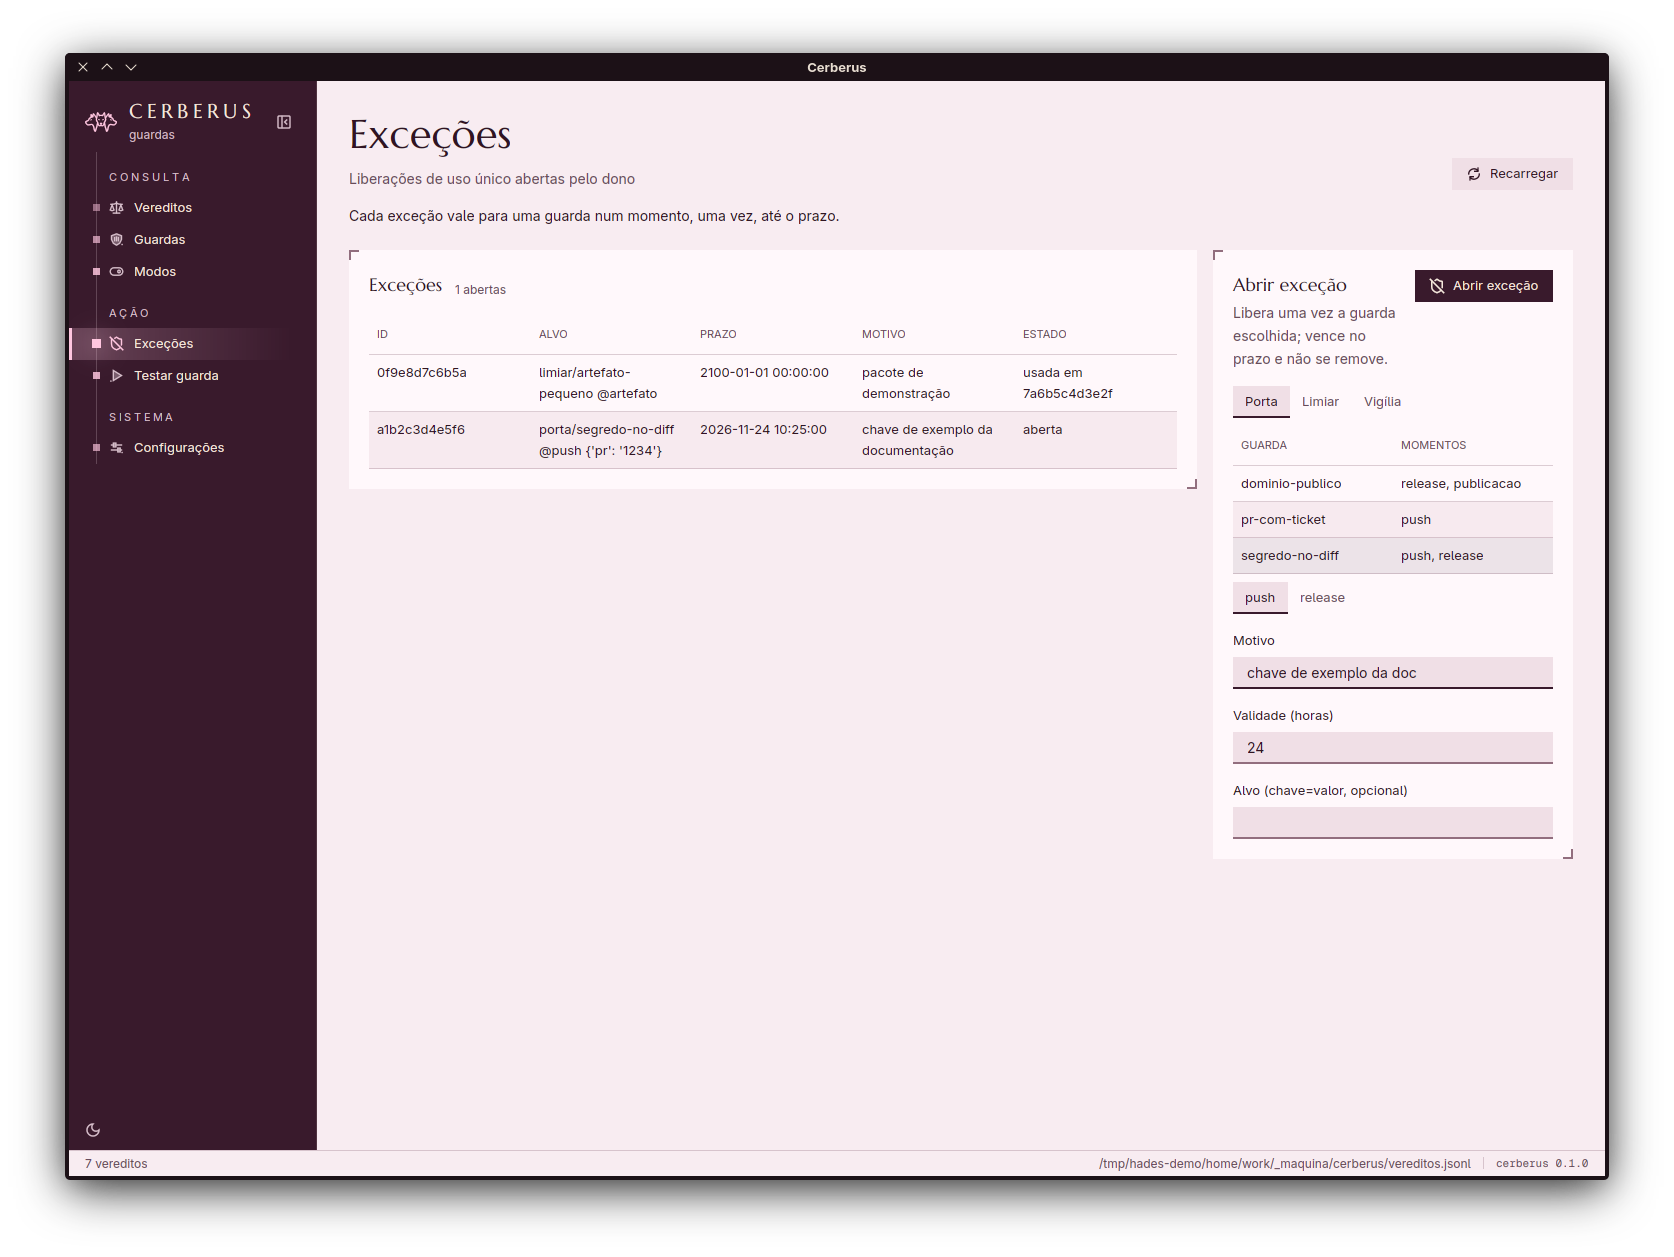 Cerberus
CERBERUS
guardas
CONSULTA
Vereditos
Guardas
Modos
AÇÃO
Exceções
Testar guarda
SISTEMA
Configurações
Exceções
Liberações de uso único abertas pelo dono
Recarregar
Cada exceção vale para uma guarda num momento, uma vez, até o prazo.
Exceções 1 abertas
ID ALVO PRAZO MOTIVO ESTADO
0f9e8d7c6b5a limiar/artefato-pequeno @artefato 2100-01-01 00:00:00 pacote de demonstração usada em 7a6b5c4d3e2f
a1b2c3d4e5f6 porta/segredo-no-diff @push {'pr': '1234'} 2026-11-24 10:25:00 chave de exemplo da documentação aberta
Abrir exceção
Abrir exceção
Libera uma vez a guarda
escolhida; vence no
prazo e não se remove.
Porta Limiar Vigília
GUARDA MOMENTOS
dominio-publico release, publicacao
pr-com-ticket push
segredo-no-diff push, release
push release
Motivo
chave de exemplo da doc
Validade (horas)
24
Alvo (chave=valor, opcional)
7 vereditos
/tmp/hades-demo/home/work/_maquina/cerberus/vereditos.jsonl
cerberus 0.1.0